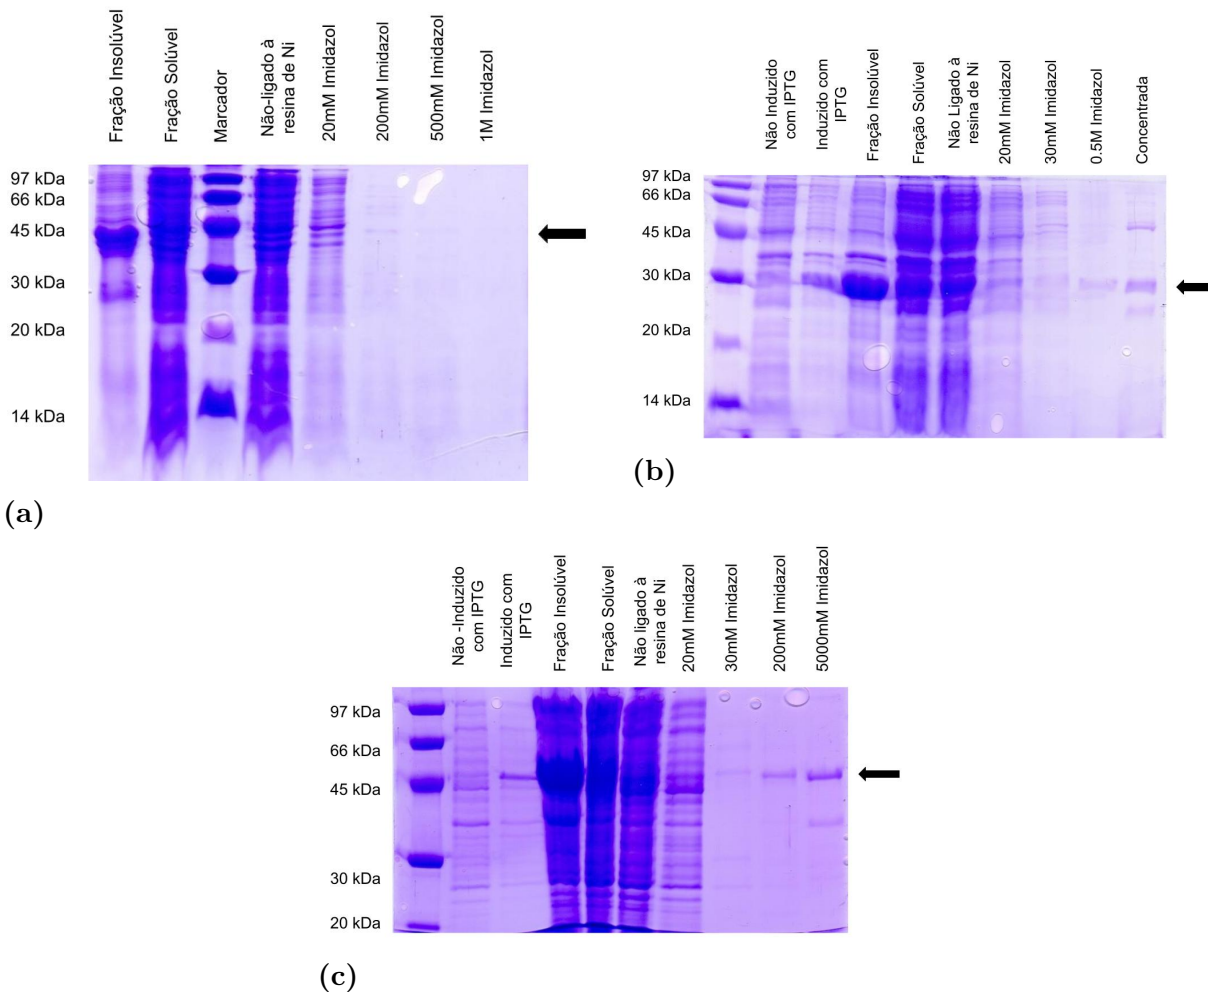 Fração Insolúvel
Fração Solúvel
Marcador
Não-ligado à
resina de Ni
20mM Imidazol
200mM Imidazol
500mM Imidazol
1M Imidazol
97 kDa
66 kDa
45 kDa
30 kDa
20 kDa
14 kDa
(a)
Não Induzido
com IPTG
Induzido com
IPTG
Fração Insolúvel
Fração Solúvel
Não Ligado à
resina de Ni
20mM Imidazol
30mM Imidazol
0.5M Imidazol
Concentrada
97 kDa
66 kDa
45 kDa
30 kDa
20 kDa
14 kDa
(b)
Não -Induzido
com IPTG
Induzido com
IPTG
Fração Insolúvel
Fração Solúvel
Não ligado à
resina de Ni
20mM Imidazol
30mM Imidazol
200mM Imidazol
5000mM Imidazol
97 kDa
66 kDa
45 kDa
30 kDa
20 kDa
(c)